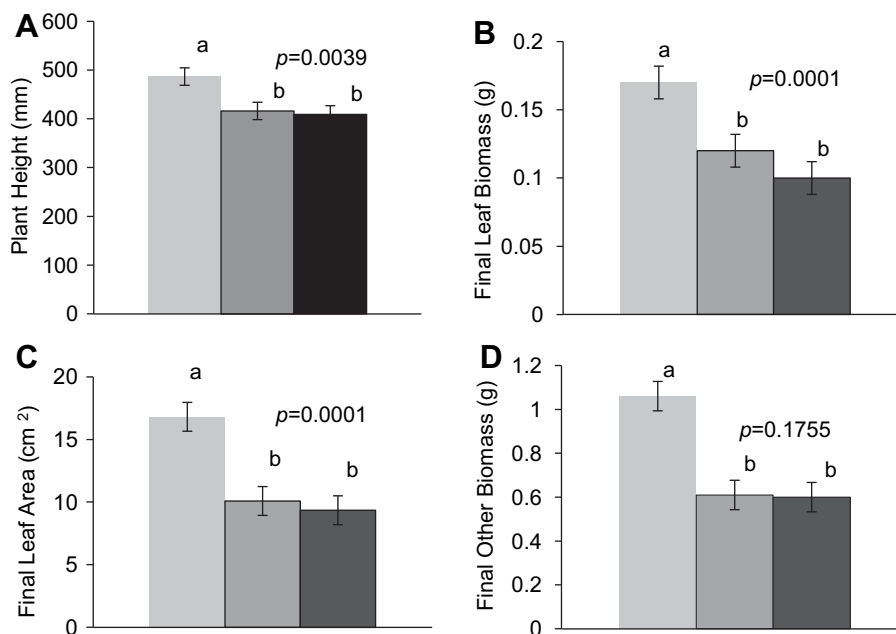 A
Plant Height (mm)
600
500
400
300
200
100
0
a
b
b
p=0.0039
B
Final Leaf Biomass (g)
0.2
0.15
0.1
0.05
0
a
b
b
p=0.0001
C
Final Leaf Area (cm 2)
20
15
10
5
0
a
b
b
p=0.0001
D
Final Other Biomass (g)
1.2
1
0.8
0.6
0.4
0.2
0
a
b
b
p=0.1755